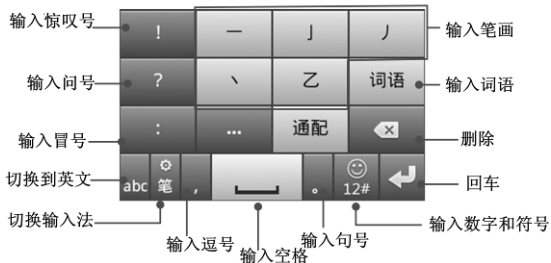 输入惊叹号
!
一
亅
丿
输入笔画
输入问号
?
丶
乙
词语
输入词语
输入冒号
:
…
通配
删除
切换到英文
abc
笔
,
。
12#
回车
切换输入法
输入逗号
输入空格
输入句号
输入数字和符号